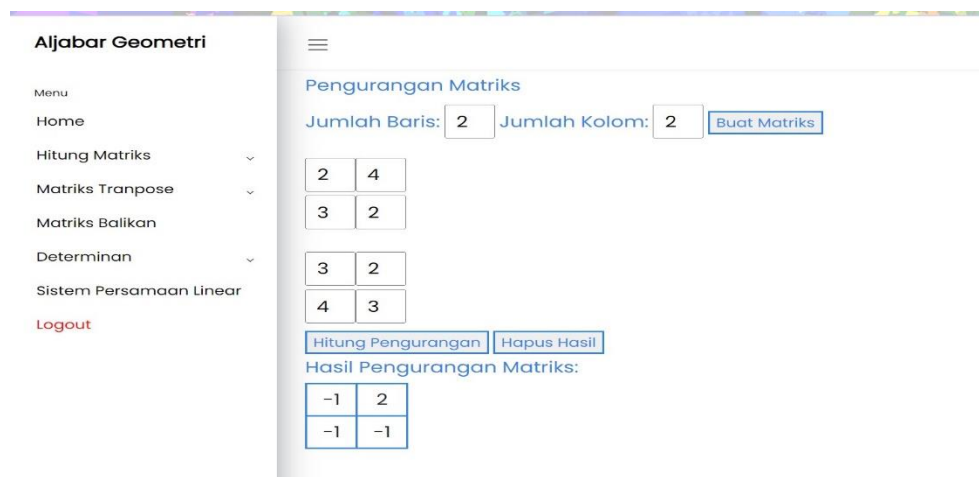 Aljabar Geometri
Menu
Home
Hitung Matriks
Matriks Tranpose
Matriks Balikan
Determinan
Sistem Persamaan Linear
Logout
Pengurangan Matriks
Jumlah Baris: 2 Jumlah Kolom: 2 Buat Matriks
2 4
3 2
3 2
4 3
Hitung Pengurangan Hapus Hasil
Hasil Pengurangan Matriks:
-1 2
-1 -1